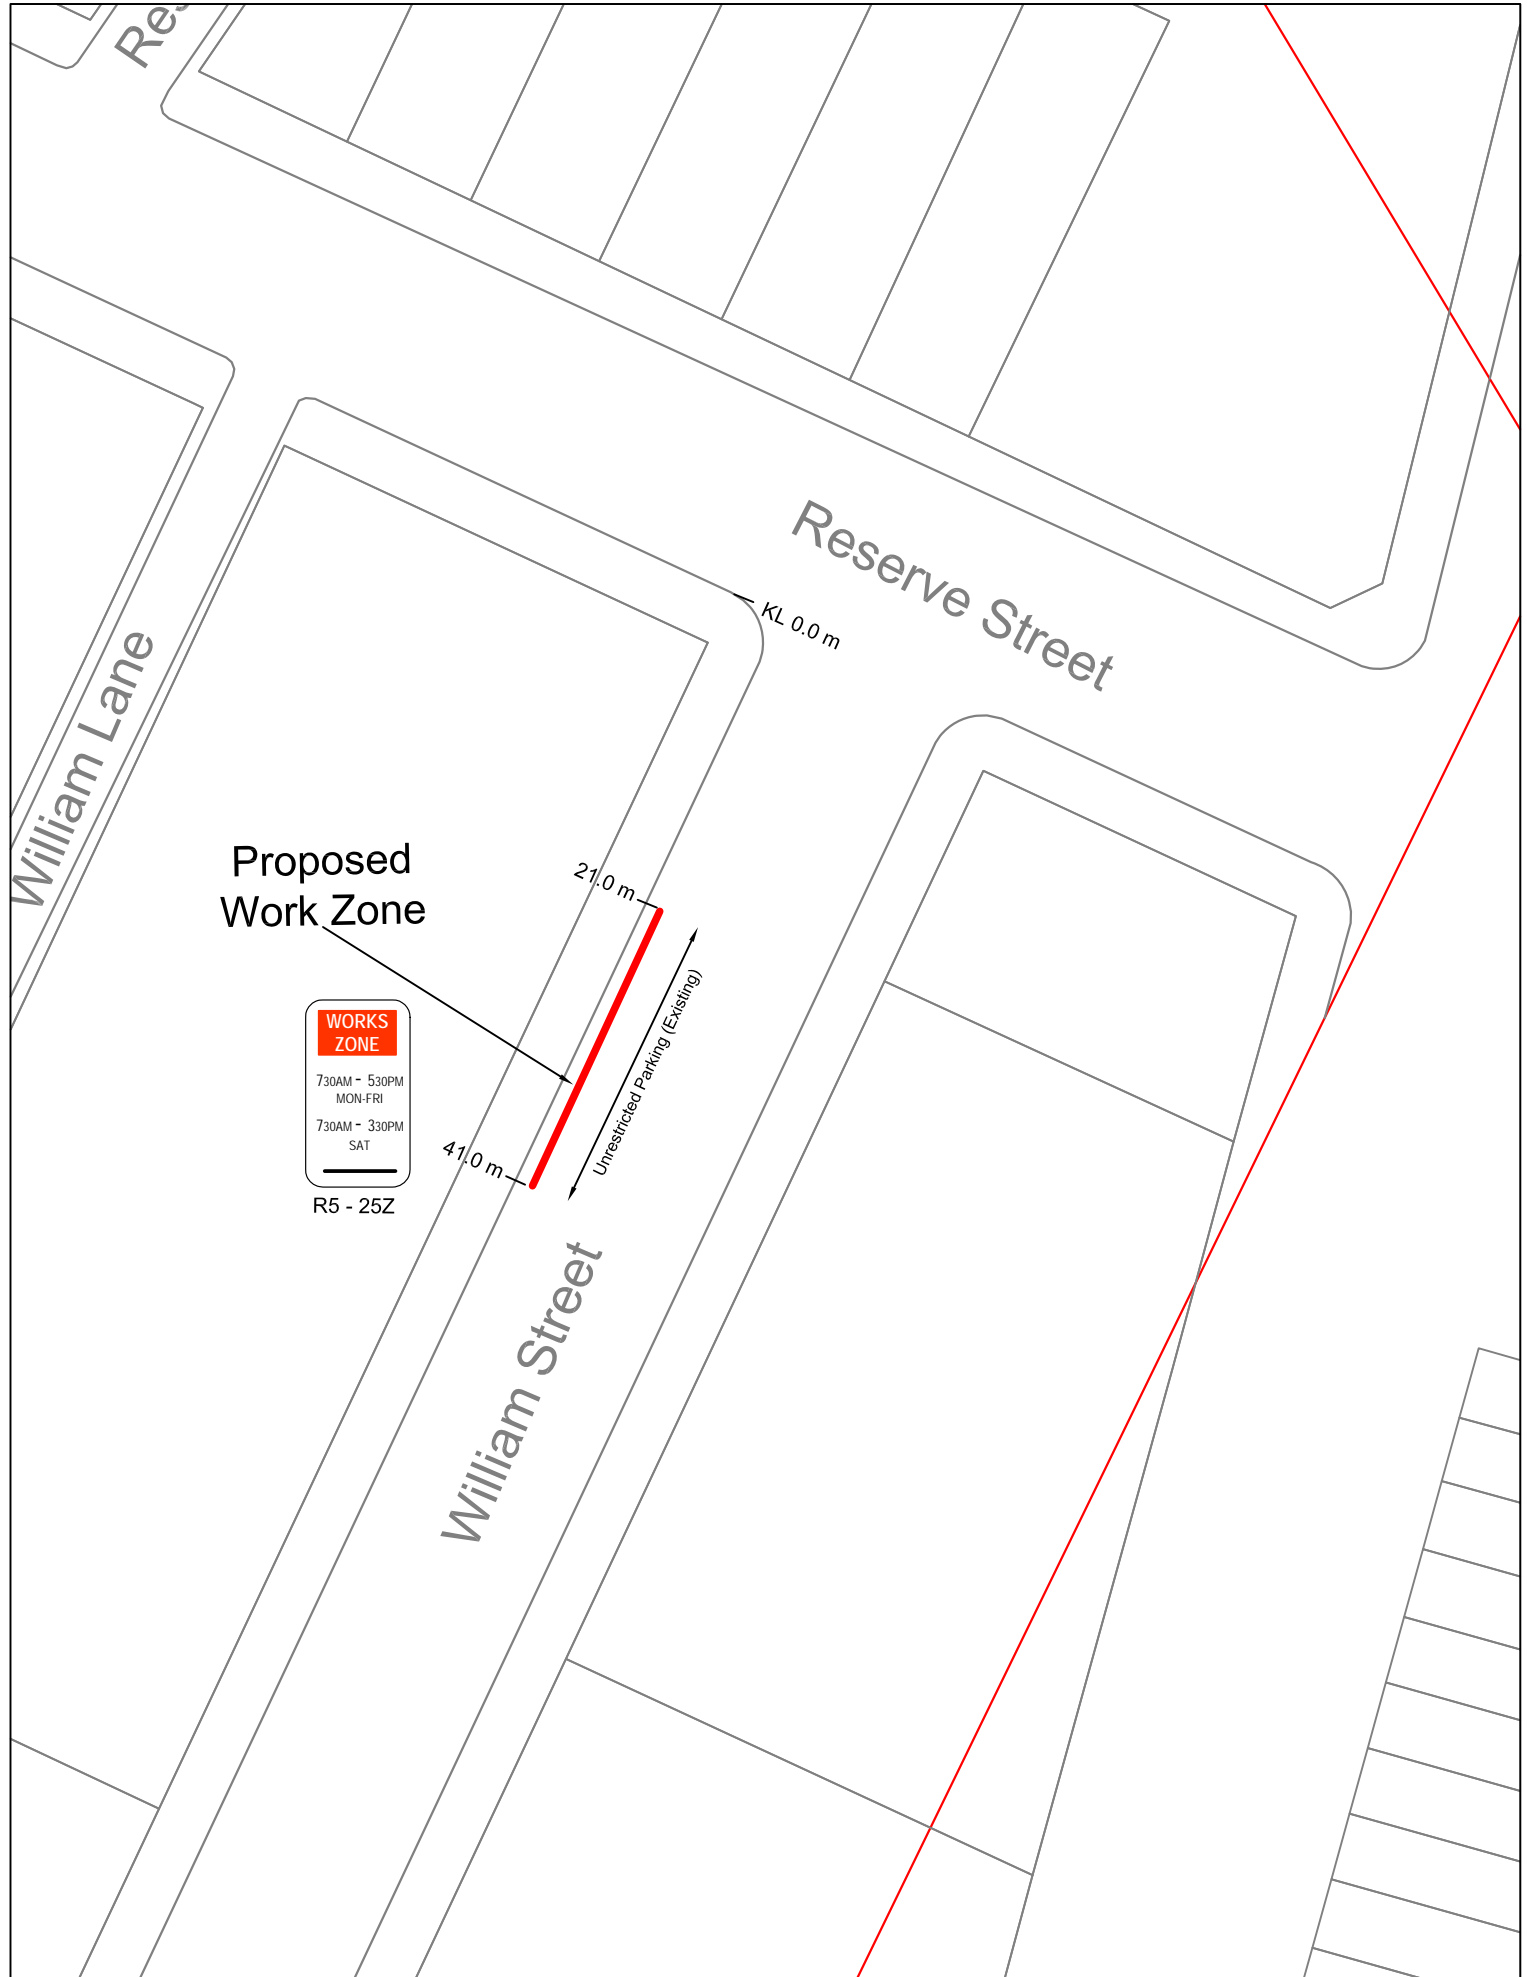 Res
Reserve Street
KL 0.0 m
William Lane
Proposed
Work Zone
21.0 m
Unrestricted Parking (Existing)
WORKS
ZONE
730AM - 530PM
MON-FRI
730AM - 330PM
SAT
41.0 m
R5 - 25Z
William Street